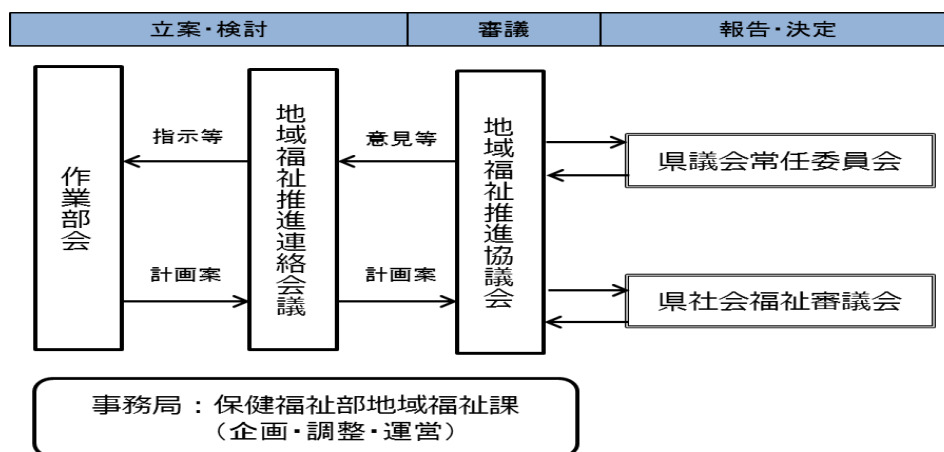 立案･検討
審議
報告･決定
作業部会
指示等
計画案
地域福祉推進連絡会議
意見等
計画案
地域福祉推進協議会
県議会常任委員会
県社会福祉審議会
事務局：保健福祉部地域福祉課
（企画･調整･運営）